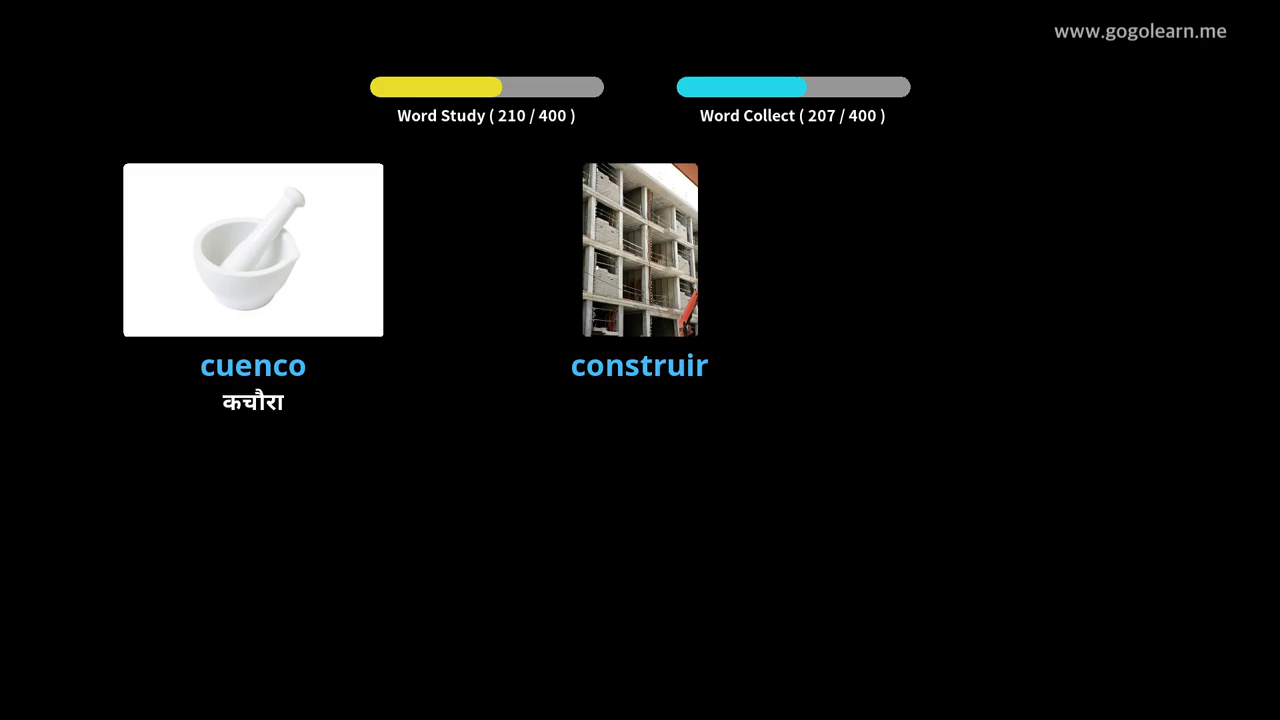 www.gogolearn.me
Word Study ( 210 / 400 )
Word Collect ( 207 / 400 )
cuenco
कचौरा
construir